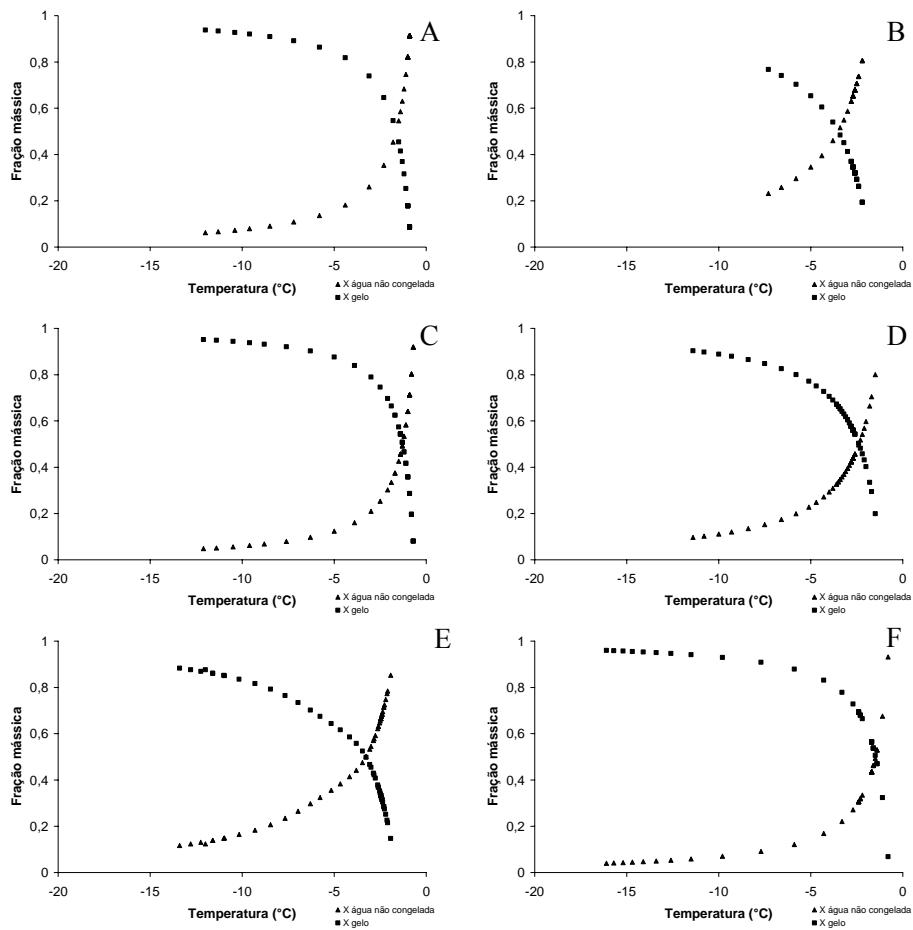 A
Fração mássica
1
0,8
0,6
0,4
0,2
0
-20 -15 -10 -5 0
Temperatura (°C)
X água não congelada
X gelo
B
Fração mássica
1
0,8
0,6
0,4
0,2
0
-20 -15 -10 -5 0
Temperatura (°C)
X água não congelada
X gelo
C
Fração mássica
1
0,8
0,6
0,4
0,2
0
-20 -15 -10 -5 0
Temperatura (°C)
X água não congelada
X gelo
D
Fração mássica
1
0,8
0,6
0,4
0,2
0
-20 -15 -10 -5 0
Temperatura (°C)
X água não congelada
X gelo
E
Fração mássica
1
0,8
0,6
0,4
0,2
0
-20 -15 -10 -5 0
Temperatura (°C)
X água não congelada
X gelo
F
Fração mássica
1
0,8
0,6
0,4
0,2
0
-20 -15 -10 -5 0
Temperatura (°C)
X água não congelada
X gelo